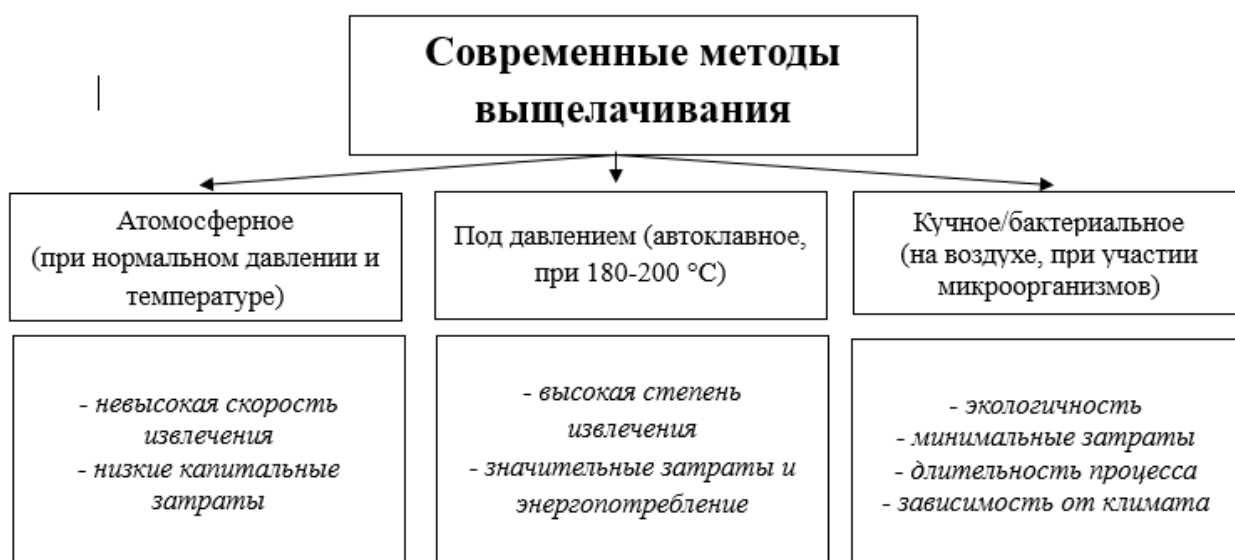 Современные методы
выщелачивания
Атомосферное
(при нормальном давлении и
температуре)
Под давлением (автоклавное,
при 180-200 °C)
Кучное/бактериальное
(на воздухе, при участии
микроорганизмов)
- невысокая скорость
извлечения
- низкие капитальные
затраты
- высокая степень
извлечения
- значительные затраты и
энергопотребление
- экологичность
- минимальные затраты
- длительность процесса
- зависимость от климата